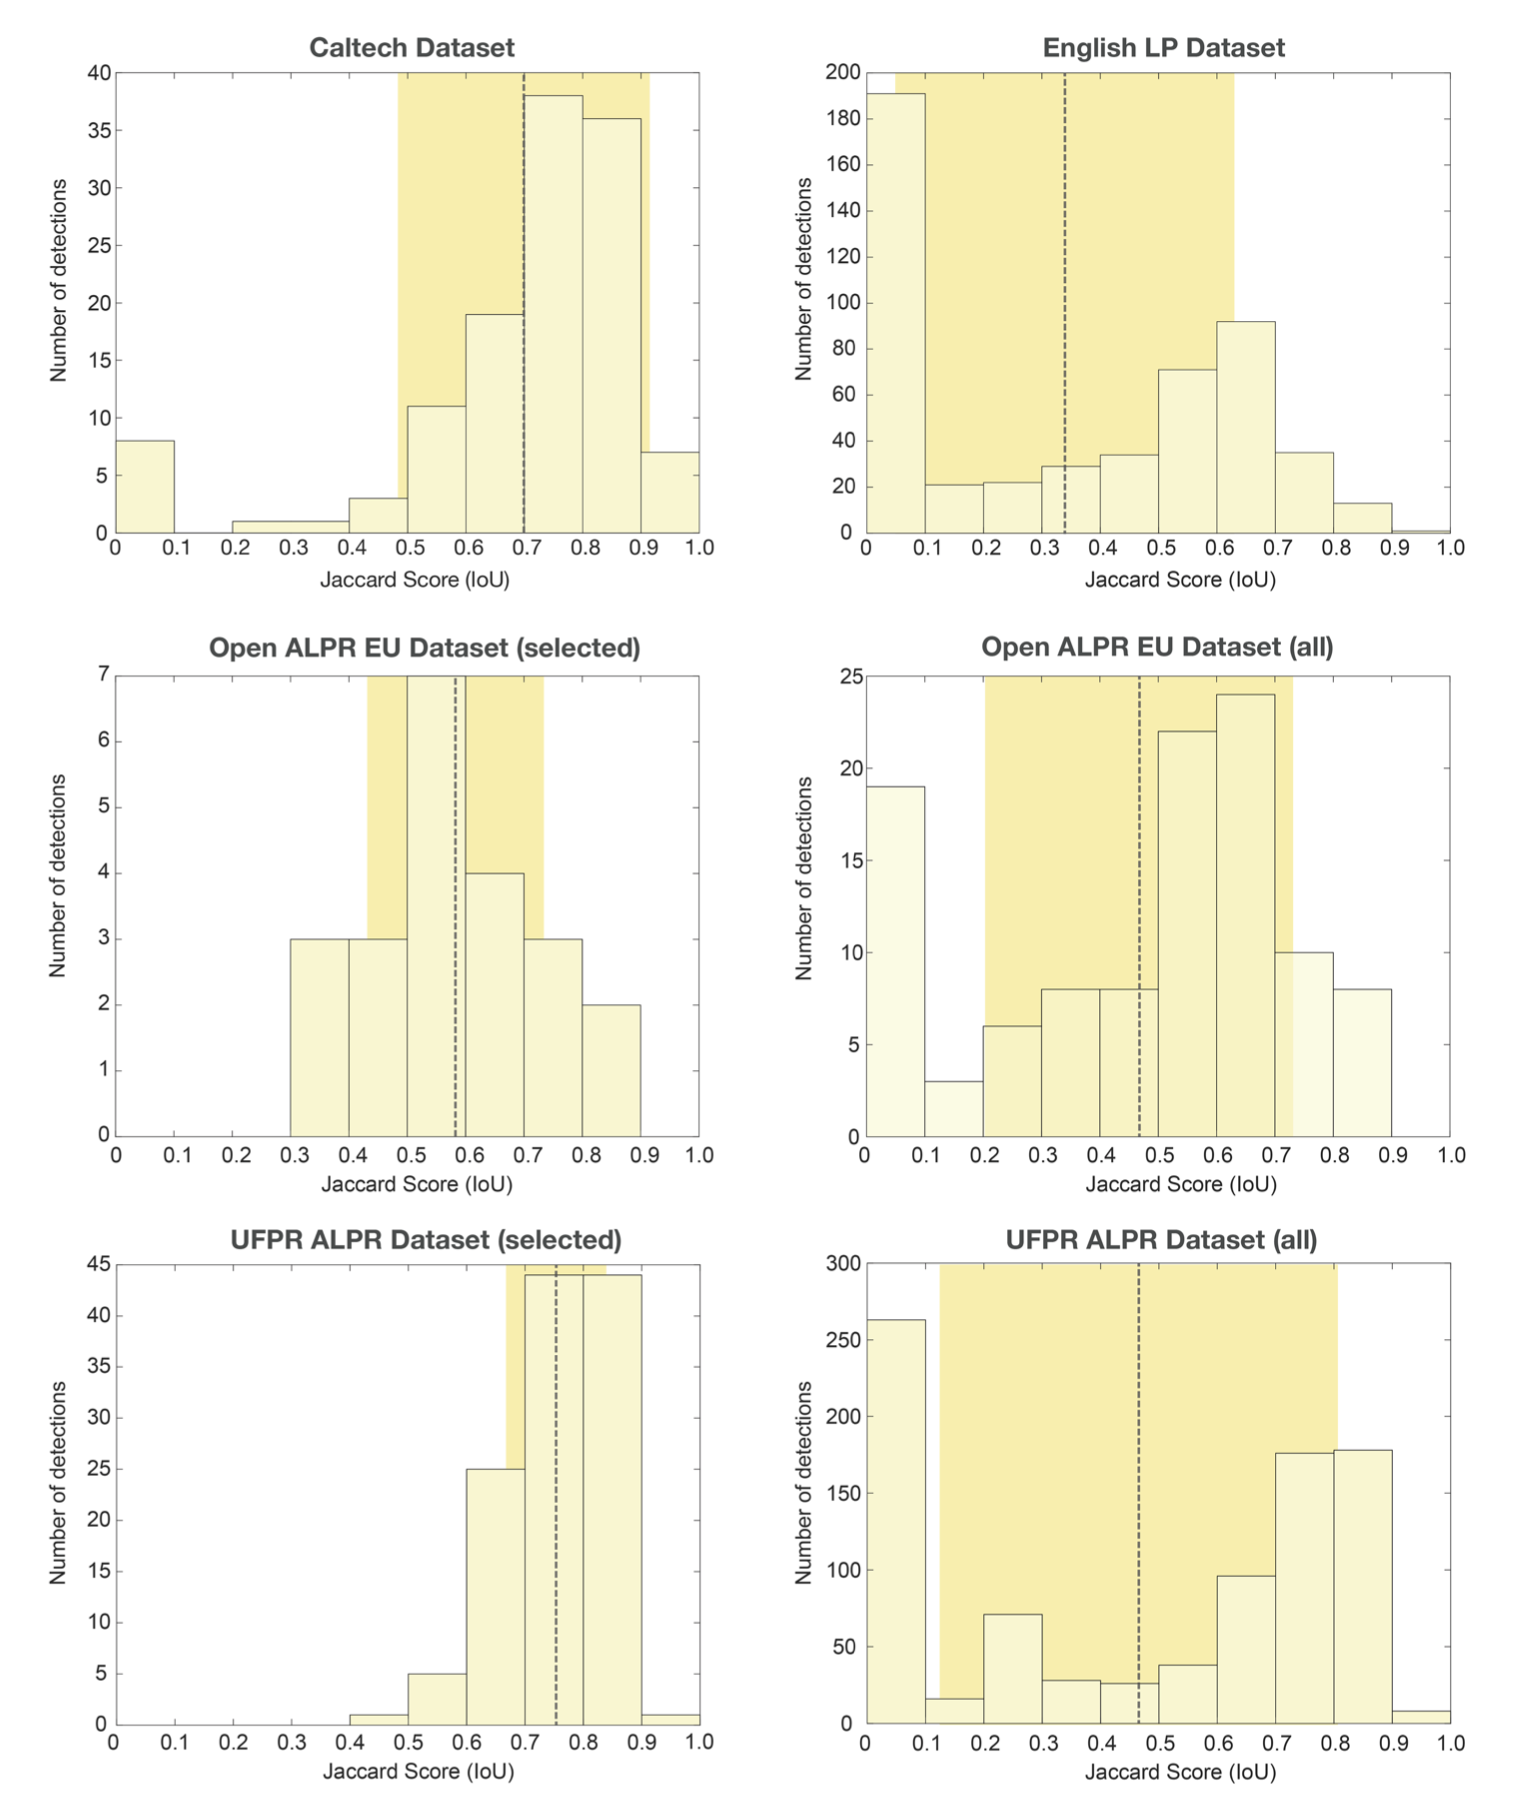 Caltech Dataset
40
35
30
25
20
15
10
5
0
0 0.1 0.2 0.3 0.4 0.5 0.6 0.7 0.8 0.9 1.0
Number of detections
Jaccard Score (IoU)
English LP Dataset
200
180
160
140
120
100
80
60
40
20
0
0 0.1 0.2 0.3 0.4 0.5 0.6 0.7 0.8 0.9 1.0
Number of detections
Jaccard Score (IoU)
Open ALPR EU Dataset (selected)
7
6
5
4
3
2
1
0
0 0.1 0.2 0.3 0.4 0.5 0.6 0.7 0.8 0.9 1.0
Number of detections
Jaccard Score (IoU)
Open ALPR EU Dataset (all)
25
20
15
10
5
0
0 0.1 0.2 0.3 0.4 0.5 0.6 0.7 0.8 0.9 1.0
Number of detections
Jaccard Score (IoU)
UFPR ALPR Dataset (selected)
45
40
35
30
25
20
15
10
5
0
0 0.1 0.2 0.3 0.4 0.5 0.6 0.7 0.8 0.9 1.0
Number of detections
Jaccard Score (IoU)
UFPR ALPR Dataset (all)
300
250
200
150
100
50
0
0 0.1 0.2 0.3 0.4 0.5 0.6 0.7 0.8 0.9 1.0
Number of detections
Jaccard Score (IoU)